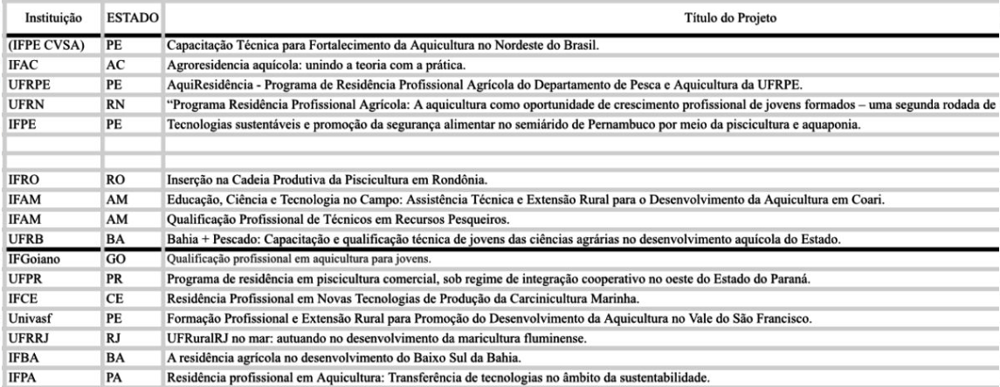 Instituição ESTADO Título do Projeto
(IFPE CVSA) PE Capacitação Técnica para Fortalecimento da Aquicultura no Nordeste do Brasil.
IFAC AC Agroresidencia aquícola: unindo a teoria com a prática.
UFRPE PE AquiResidência - Programa de Residência Profissional Agrícola do Departamento de Pesca e Aquicultura da UFRPE.
UFRN RN “Programa Residência Profissional Agrícola: A aquicultura como oportunidade de crescimento profissional de jovens formados – uma segunda rodada de
IFPE PE Tecnologias sustentáveis e promoção da segurança alimentar no semiárido de Pernambuco por meio da piscicultura e aquaponia.
IFRO RO Inserção na Cadeia Produtiva da Piscicultura em Rondônia.
IFAM AM Educação, Ciência e Tecnologia no Campo: Assistência Técnica e Extensão Rural para o Desenvolvimento da Aquicultura em Coari.
IFAM AM Qualificação Profissional de Técnicos em Recursos Pesqueiros.
UFRB BA Bahia + Pescado: Capacitação e qualificação técnica de jovens das ciências agrárias no desenvolvimento aquícola do Estado.
IFGoiano GO Qualificação profissional em aquicultura para jovens.
UFPR PR Programa de residência em piscicultura comercial, sob regime de integração cooperativo no oeste do Estado do Paraná.
IFCE CE Residência Profissional em Novas Tecnologias de Produção da Carcinicultura Marinha.
Univasf PE Formação Profissional e Extensão Rural para Promoção do Desenvolvimento da Aquicultura no Vale do São Francisco.
UFRRJ RJ UFRuralRJ no mar: autuando no desenvolvimento da maricultura fluminense.
IFBA BA A residência agrícola no desenvolvimento do Baixo Sul da Bahia.
IFPA PA Residência profissional em Aquicultura: Transferência de tecnologias no âmbito da sustentabilidade.